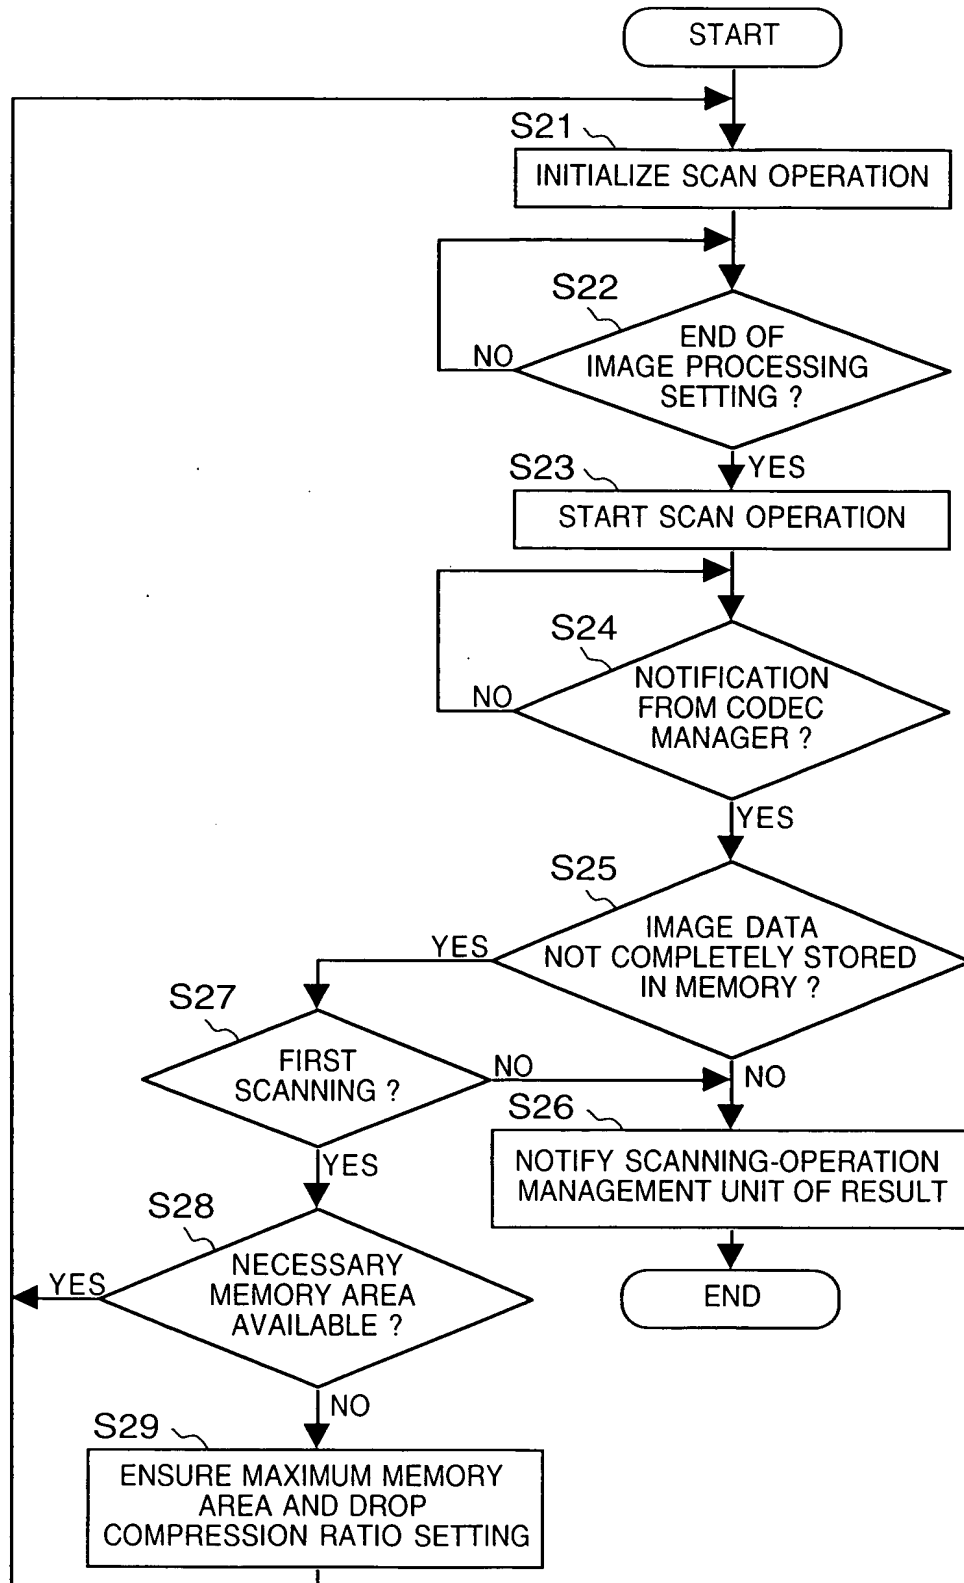 START
S21
INITIALIZE SCAN OPERATION
S22
END OF
IMAGE PROCESSING
SETTING ?
NO
YES
S23
START SCAN OPERATION
S24
NOTIFICATION
FROM CODEC
MANAGER ?
NO
YES
S25
IMAGE DATA
NOT COMPLETELY STORED
IN MEMORY ?
YES
NO
S27
FIRST
SCANNING ?
NO
YES
S26
NOTIFY SCANNING-OPERATION
MANAGEMENT UNIT OF RESULT
END
S28
NECESSARY
MEMORY AREA
AVAILABLE ?
YES
NO
S29
ENSURE MAXIMUM MEMORY
AREA AND DROP
COMPRESSION RATIO SETTING